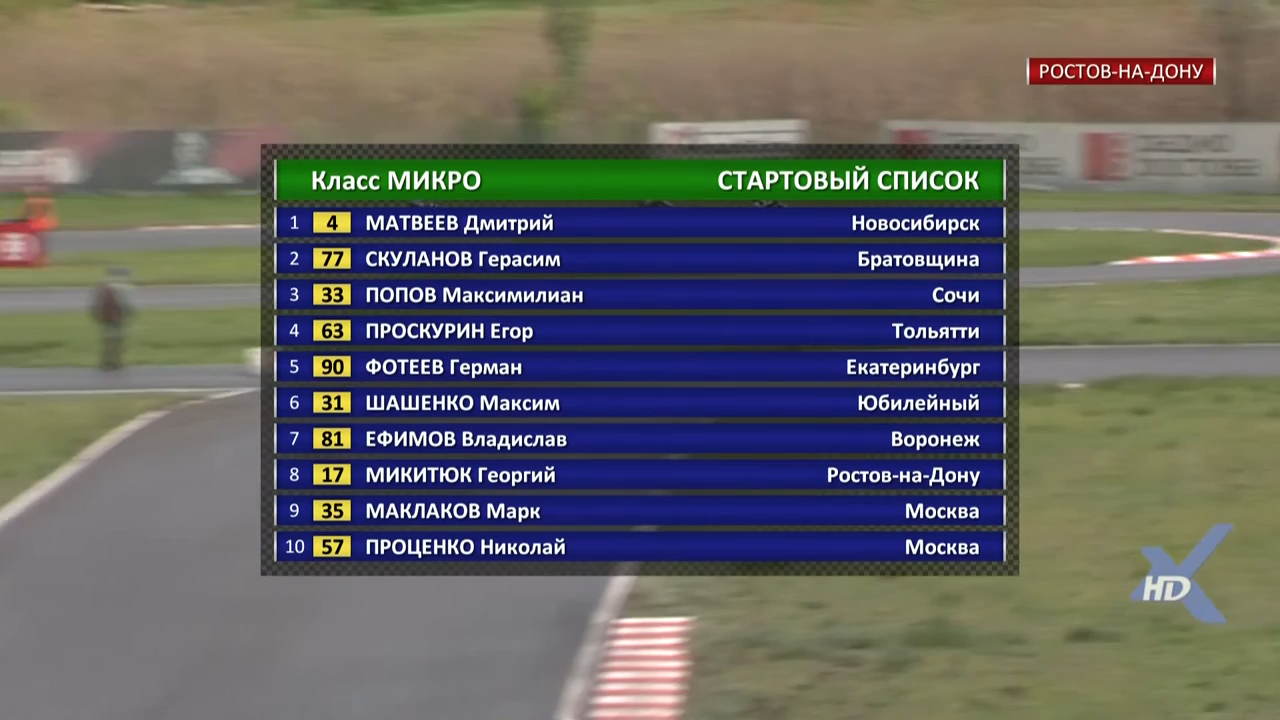 РОСТОВ-НА-ДОНУ
Класс МИКРО СТАРТОВЫЙ СПИСОК
1 4 МАТВЕЕВ Дмитрий Новосибирск
2 77 СКУЛАНОВ Герасим Братовщина
3 33 ПОПОВ Максимилиан Сочи
4 63 ПРОСКУРИН Егор Тольятти
5 90 ФОТЕЕВ Герман Екатеринбург
6 31 ШАШЕНКО Максим Юбилейный
7 81 ЕФИМОВ Владислав Воронеж
8 17 МИКИТЮК Георгий Ростов-на-Дону
9 35 МАКЛАКОВ Марк Москва
10 57 ПРОЦЕНКО Николай Москва
HD